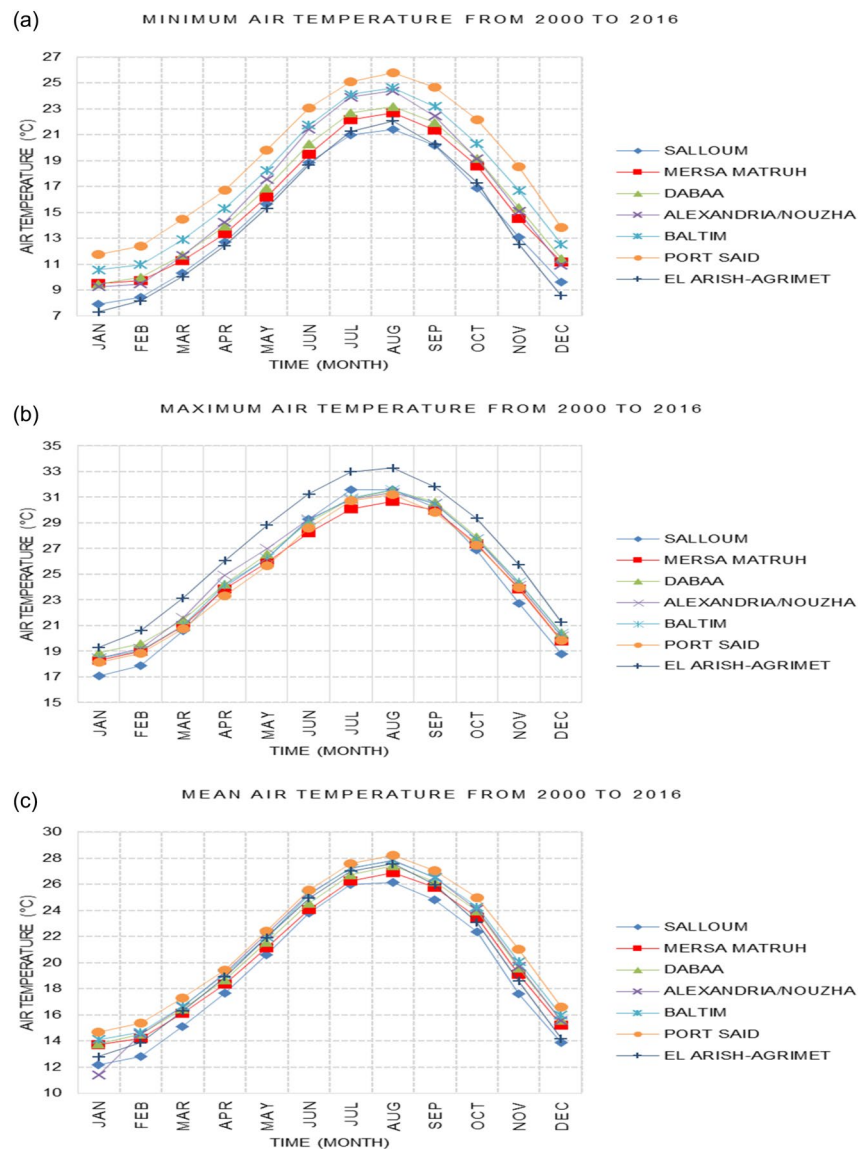 (a)
MINIMUM AIR TEMPERATURE FROM 2000 TO 2016
27
25
23
21
19
17
15
13
11
9
7
AIR TEMPERATURE (°C)
JAN
FEB
MAR
APR
MAY
JUN
JUL
AUG
SEP
OCT
NOV
DEC
TIME (MONTH)
SALLOUM
MERSA MATRUH
DABAA
ALEXANDRIA/NOUZHA
BALTIM
PORT SAID
EL ARISH-AGRIMET
(b)
MAXIMUM AIR TEMPERATURE FROM 2000 TO 2016
35
33
31
29
27
25
23
21
19
17
15
AIR TEMPERATURE (°C)
JAN
FEB
MAR
APR
MAY
JUN
JUL
AUG
SEP
OCT
NOV
DEC
TIME (MONTH)
SALLOUM
MERSA MATRUH
DABAA
ALEXANDRIA/NOUZHA
BALTIM
PORT SAID
EL ARISH-AGRIMET
(c)
MEAN AIR TEMPERATURE FROM 2000 TO 2016
30
28
26
24
22
20
18
16
14
12
10
AIR TEMPERATURE (°C)
JAN
FEB
MAR
APR
MAY
JUN
JUL
AUG
SEP
OCT
NOV
DEC
TIME (MONTH)
SALLOUM
MERSA MATRUH
DABAA
ALEXANDRIA/NOUZHA
BALTIM
PORT SAID
EL ARISH-AGRIMET